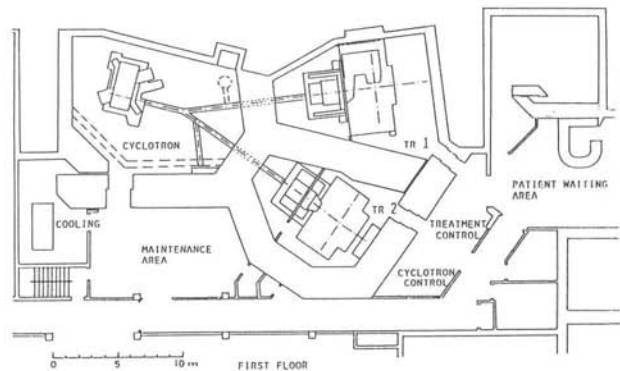 CYCLOTRON
TR 1
TR 2
COOLING
MAINTENANCE
AREA
PATIENT WAITING
AREA
TREATMENT
CONTROL
CYCLOTRON
CONTROL
0 5 10 m
FIRST FLOOR